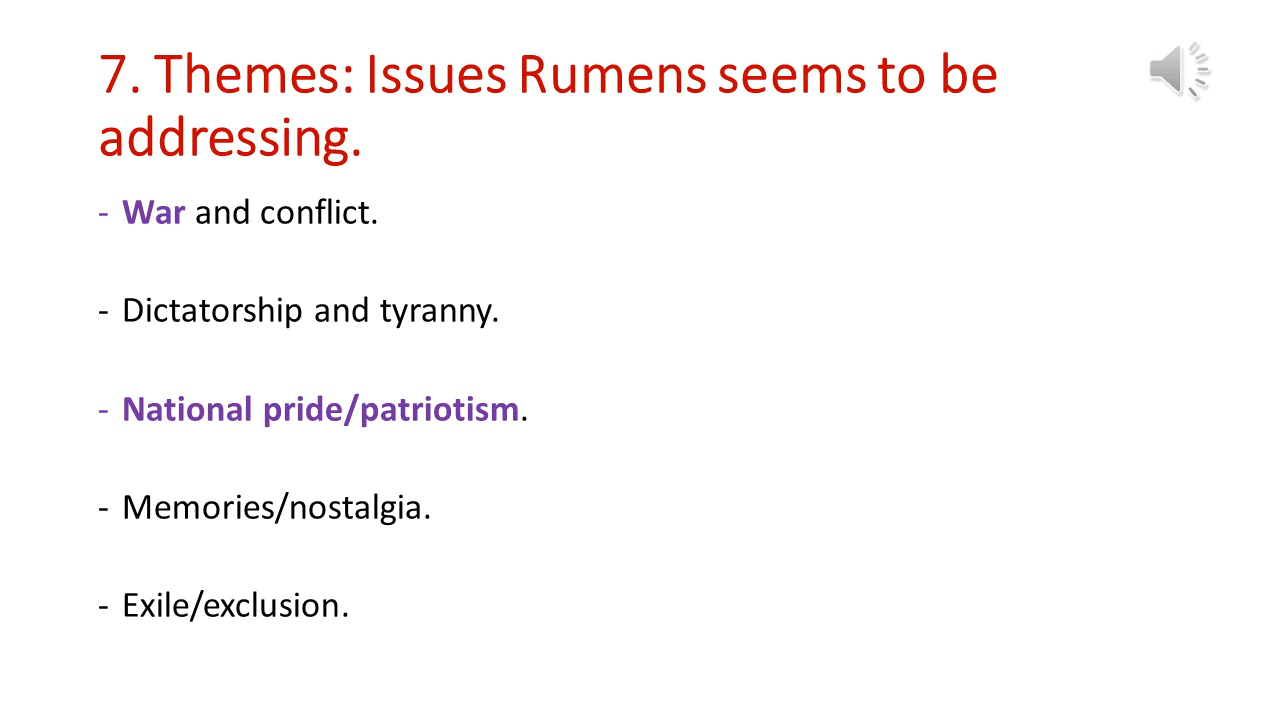 7. Themes: Issues Rumens seems to be
addressing.
- War and conflict.
- Dictatorship and tyranny.
- National pride/patriotism.
- Memories/nostalgia.
- Exile/exclusion.